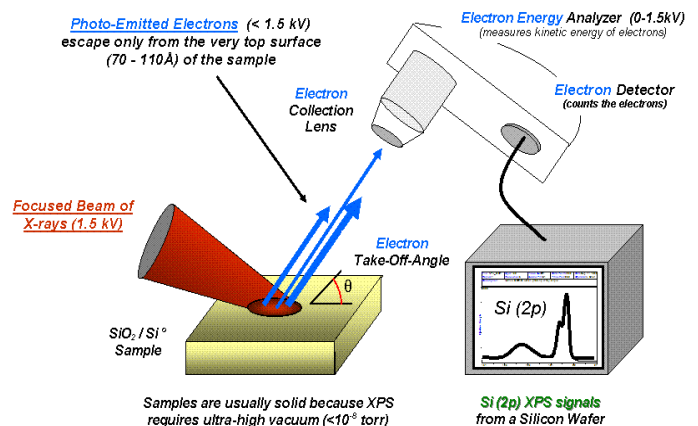 Photo-Emitted Electrons (< 1.5 kV)
escape only from the very top surface
(70 - 110Å) of the sample
Electron Energy Analyzer (0-1.5kV)
(measures kinetic energy of electrons)
Electron Detector
(counts the electrons)
Electron
Collection
Lens
Focused Beam of
X-rays (1.5 kV)
Electron
Take-Off-Angle
θ
SiO₂ / Si°
Sample
Si (2p)
Samples are usually solid because XPS
requires ultra-high vacuum (<10⁻⁸ torr)
Si (2p) XPS signals
from a Silicon Wafer